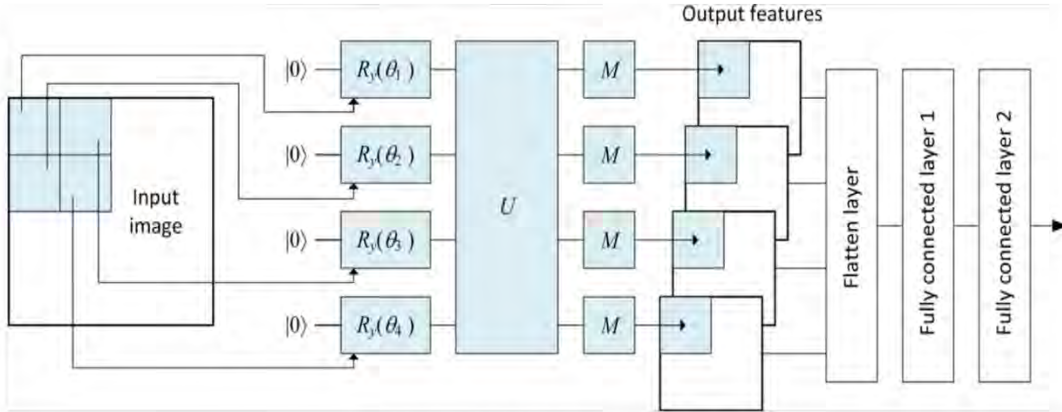 Output features
|0⟩ R_y(θ_1) M
|0⟩ R_y(θ_2) M
Input
image
U
|0⟩ R_y(θ_3) M
|0⟩ R_y(θ_4) M
Flatten layer
Fully connected layer 1
Fully connected layer 2